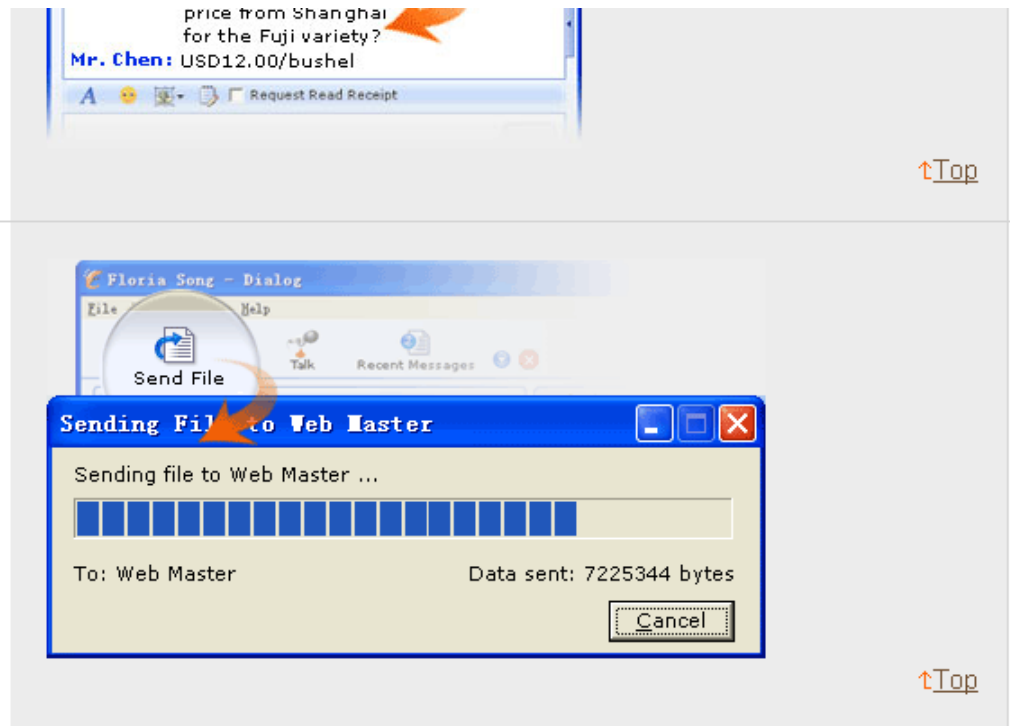 price from Shanghai
for the Fuji variety?
Mr. Chen: USD12.00/bushel
A Request Read Receipt
↑Top
Floria Song - Dialog
File Help
Send File Talk Recent Messages
Sending File to Web Master
Sending file to Web Master ...
To: Web Master Data sent: 7225344 bytes
Cancel
↑Top